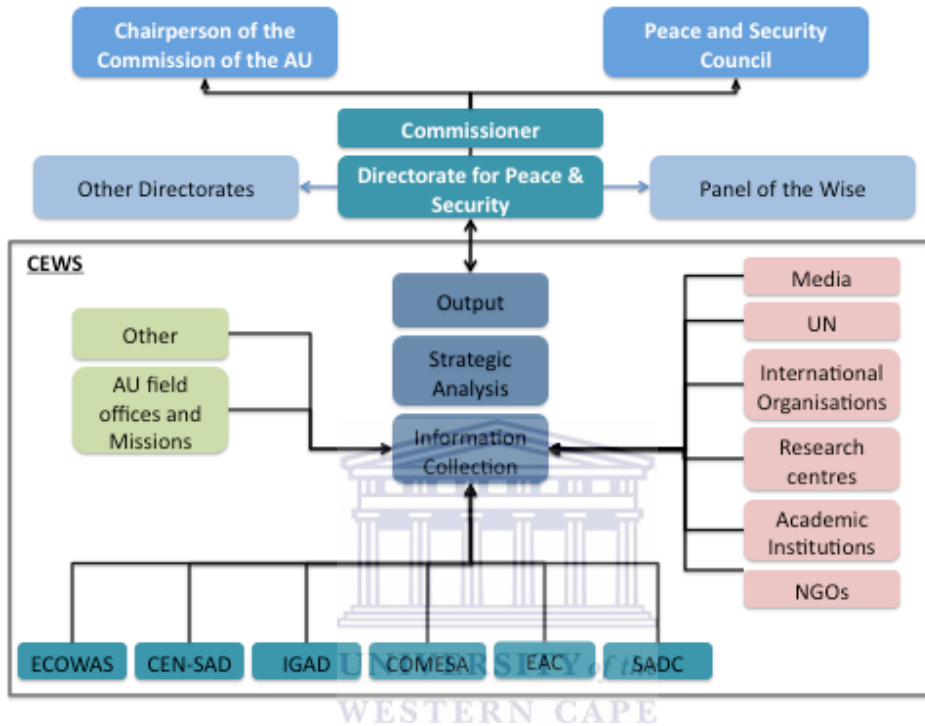 Chairperson of the
Commission of the AU
Peace and Security
Council
Commissioner
Other Directorates
Directorate for Peace &
Security
Panel of the Wise
CEWS
Output
Strategic
Analysis
Information
Collection
Other
AU field
offices and
Missions
Media
UN
International
Organisations
Research
centres
Academic
Institutions
NGOs
ECOWAS
CEN-SAD
IGAD
COMESA
EAC
SADC
UNIVERSITY of the
WESTERN CAPE